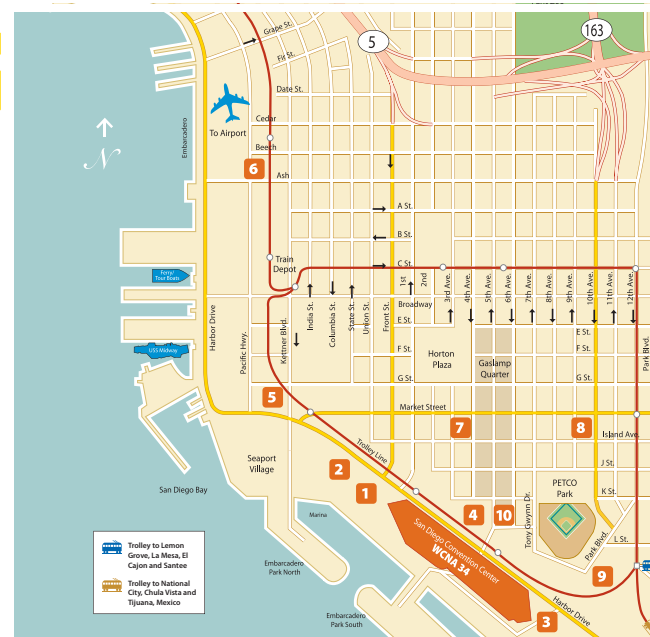 163
5
Grape St.
Fir St.
Date St.
Cedar
To Airport
Embarcadero
Beech
N
6
Ash
A St.
B St.
C St.
Train
Depot
Ferry/
Tour Boats
1st
2nd
3rd Ave.
4th Ave.
5th Ave.
6th Ave.
7th Ave.
8th Ave.
9th Ave.
10th Ave.
11th Ave.
12th Ave.
Broadway
Harbor Drive
Pacific Hwy.
Kettner Blvd.
India St.
Columbia St.
State St.
Union St.
Front St.
E St.
E St.
F St.
F St.
G St.
G St.
Park Blvd.
USS Midway
Horton
Plaza
Gaslamp
Quarter
5
Market Street
7
8
Island Ave.
Trolley Line
Seaport
Village
2
1
J St.
K St.
L St.
San Diego Bay
PETCO
Park
Marina
4
10
Tony Gwynn Dr.
Park Blvd.
San Diego Convention Center
WCNA 34
9
3
Harbor Drive
Embarcadero
Park North
Embarcadero
Park South
Trolley to Lemon
Grove, La Mesa, El
Cajon and Santee
Trolley to National
City, Chula Vista and
Tijuana, Mexico